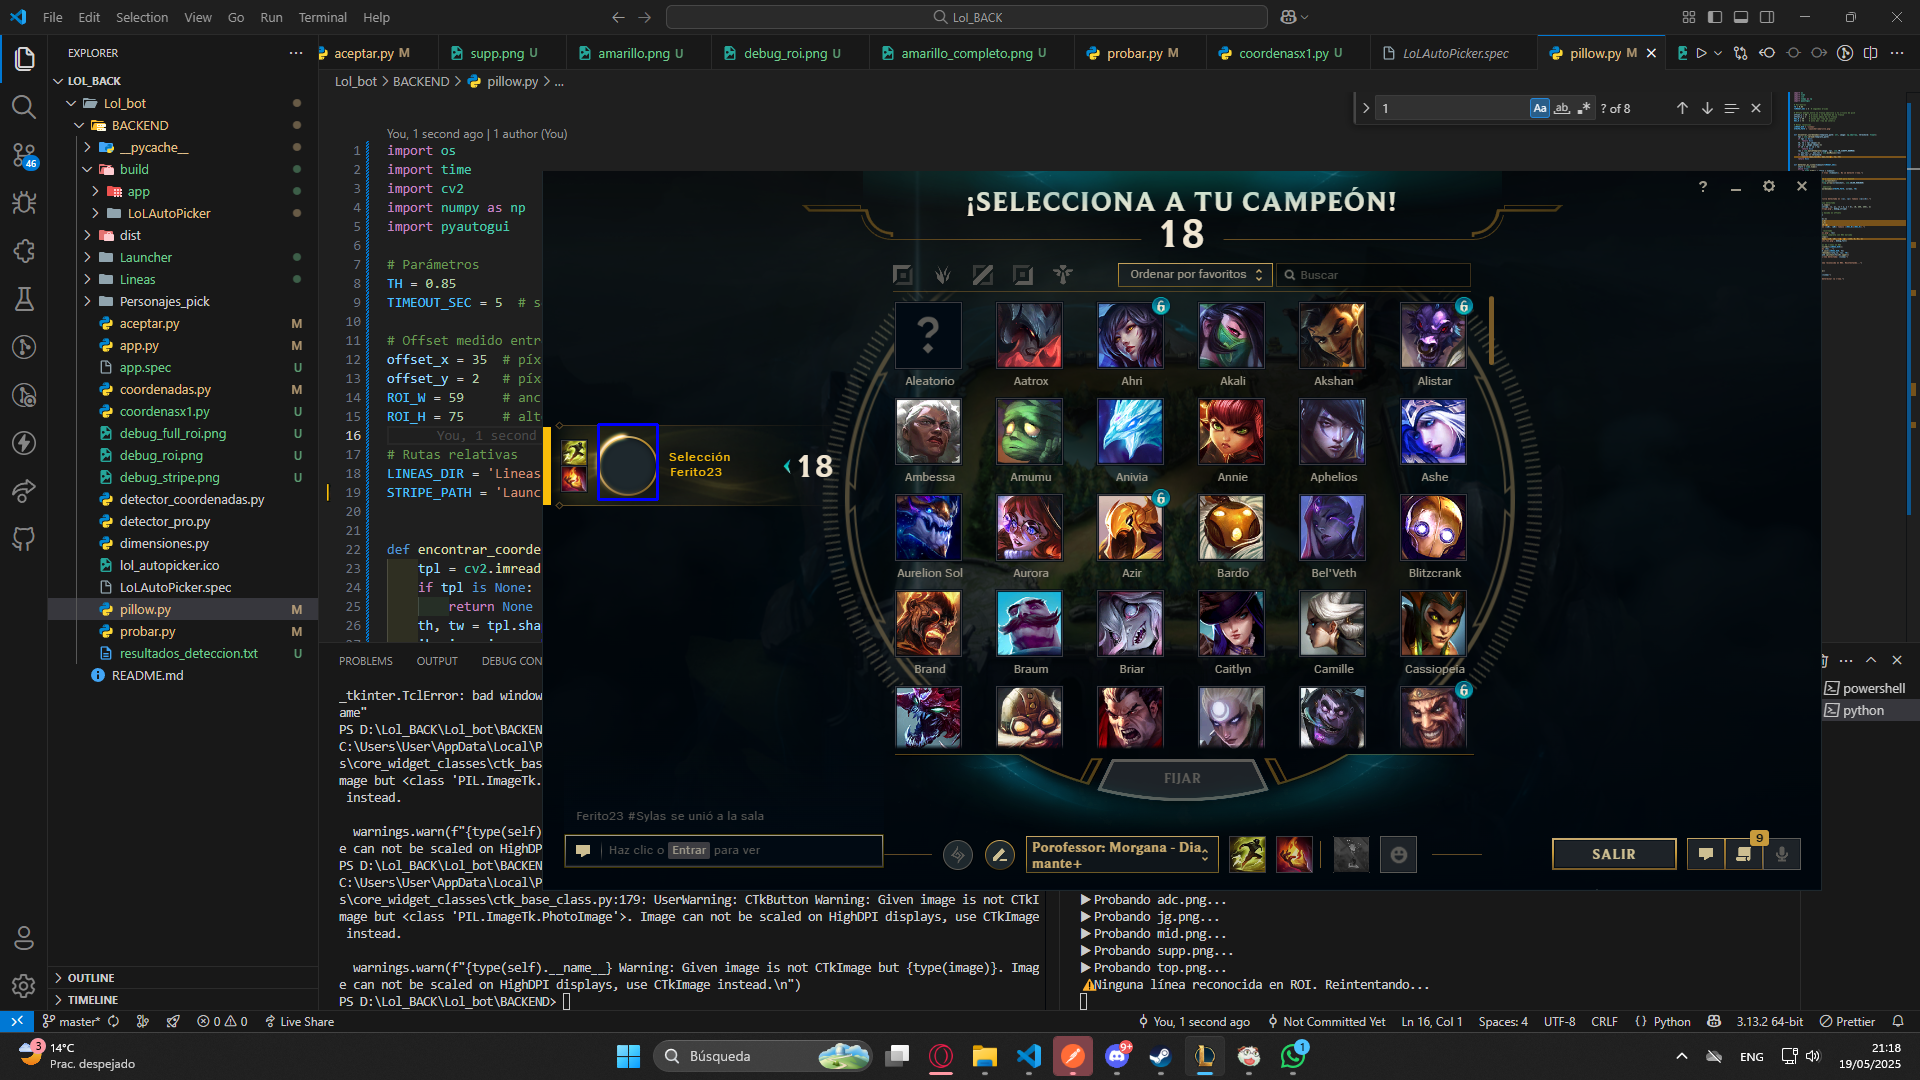 File Edit Selection View Go Run Terminal Help
Lol_BACK
EXPLORER
aceptar.py M
supp.png U
amarillo.png U
debug_roi.png U
amarillo_completo.png U
probar.py M
coordenasx1.py U
LoLAutoPicker.spec
pillow.py M
LOL_BACK
Lol_bot
BACKEND
__pycache__
build
app
LoLAutoPicker
dist
Launcher
Lineas
Personajes_pick
aceptar.py M
app.py M
app.spec U
coordenadas.py M
coordenasx1.py U
debug_full_roi.png U
debug_roi.png U
debug_stripe.png U
detector_coordenadas.py
detector_pro.py
dimensiones.py
lol_autopicker.ico
LoLAutoPicker.spec
pillow.py M
probar.py M
resultados_deteccion.txt U
README.md
OUTLINE
TIMELINE
46
Lol_bot > BACKEND > pillow.py > ...
1
Aa ab
? of 8
You, 1 second ago | 1 author (You)
1 import os
2 import time
3 import cv2
4 import numpy as np
5 import pyautogui
6
7 # Parámetros
8 TH = 0.85
9 TIMEOUT_SEC = 5 # s
10
11 # Offset medido entr
12 offset_x = 35 # píx
13 offset_y = 2 # píx
14 ROI_W = 59 # anc
15 ROI_H = 75 # alt
16 You, 1 second
17 # Rutas relativas
18 LINEAS_DIR = 'Lineas
19 STRIPE_PATH = 'Launc
20
21
22 def encontrar_coorde
23 tpl = cv2.imread
24 if tpl is None:
25 return None
26 th, tw = tpl.sha
¡SELECCIONA A TU CAMPEÓN!
18
?
Ordenar por favoritos
Buscar
Aleatorio Aatrox Ahri Akali Akshan Alistar
6 6
Ambessa Amumu Anivia Annie Aphelios Ashe
6
Aurelion Sol Aurora Azir Bardo Bel'Veth Blitzcrank
Brand Braum Briar Caitlyn Camille Cassiopeia
6
Selección
Ferito23
18
FIJAR
Ferito23 #Sylas se unió a la sala
Haz clic o Entrar para ver
Porofessor: Morgana - Dia
mante+
SALIR
9
PROBLEMS OUTPUT DEBUG CON
_tkinter.TclError: bad window
ame"
PS D:\Lol_BACK\Lol_bot\BACKEN
C:\Users\User\AppData\Local\P
s\core_widget_classes\ctk_bas
mage but <class 'PIL.ImageTk.
instead.
warnings.warn(f"{type(self)
e can not be scaled on HighDP
PS D:\Lol_BACK\Lol_bot\BACKEN
C:\Users\User\AppData\Local\P
s\core_widget_classes\ctk_base_class.py:179: UserWarning: CTkButton Warning: Given image is not CTkI
mage but <class 'PIL.ImageTk.PhotoImage'>. Image can not be scaled on HighDPI displays, use CTkImage
instead.
warnings.warn(f"{type(self).__name__} Warning: Given image is not CTkImage but {type(image)}. Imag
e can not be scaled on HighDPI displays, use CTkImage instead.\n")
PS D:\Lol_BACK\Lol_bot\BACKEND>
▶ Probando adc.png...
▶ Probando jg.png...
▶ Probando mid.png...
▶ Probando supp.png...
▶ Probando top.png...
⚠Ninguna línea reconocida en ROI. Reintentando...
powershell
python
master*
0 0
Live Share
You, 1 second ago
Not Committed Yet
Ln 16, Col 1
Spaces: 4
UTF-8
CRLF
{} Python
3.13.2 64-bit
Prettier
3
14°C
Prac. despejado
Búsqueda
9+
1
ENG
21:18
19/05/2025